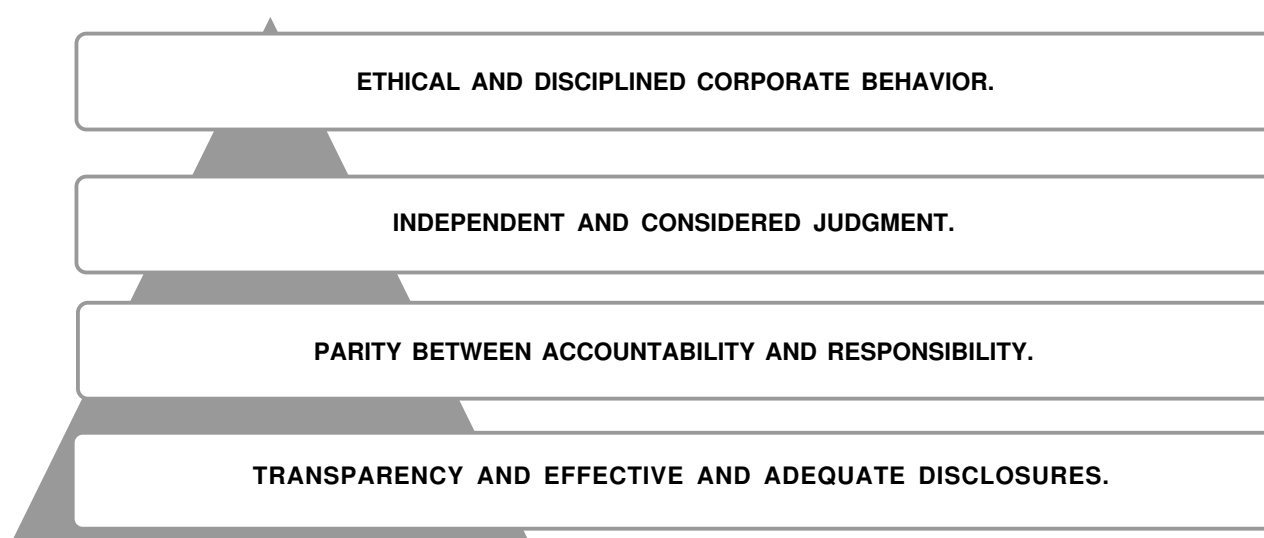 ETHICAL AND DISCIPLINED CORPORATE BEHAVIOR.
INDEPENDENT AND CONSIDERED JUDGMENT.
PARITY BETWEEN ACCOUNTABILITY AND RESPONSIBILITY.
TRANSPARENCY AND EFFECTIVE AND ADEQUATE DISCLOSURES.